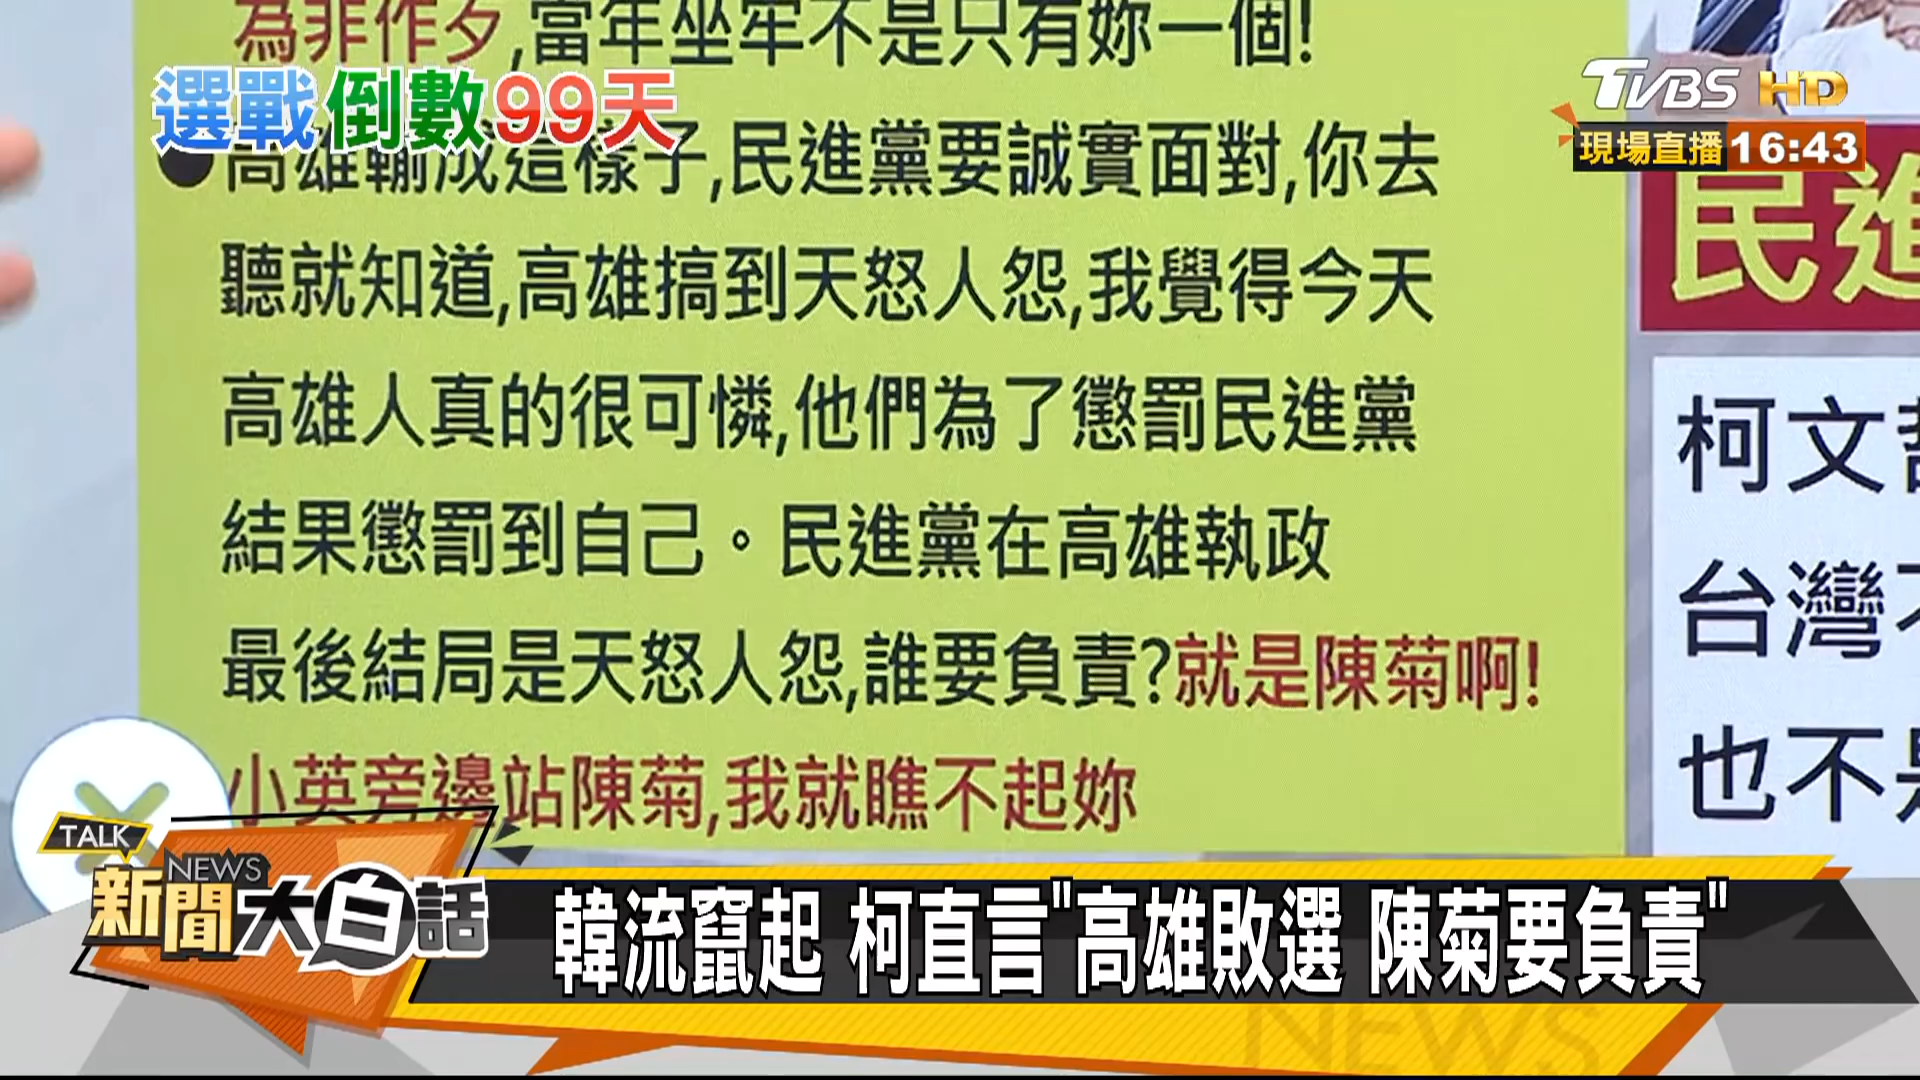 為非作歹,當年坐牢不是只有妳一個!
選戰倒數99天
TVBS HD
現場直播 16:43
●高雄輸成這樣子,民進黨要誠實面對,你去
聽就知道,高雄搞到天怒人怨,我覺得今天
高雄人真的很可憐,他們為了懲罰民進黨
結果懲罰到自己。民進黨在高雄執政
最後結局是天怒人怨,誰要負責?就是陳菊啊!
小英旁邊站陳菊,我就瞧不起妳
民進
柯文
台灣不
也不是
TALK
NEWS
新聞大白話
韓流竄起 柯直言"高雄敗選 陳菊要負責"
NEWS